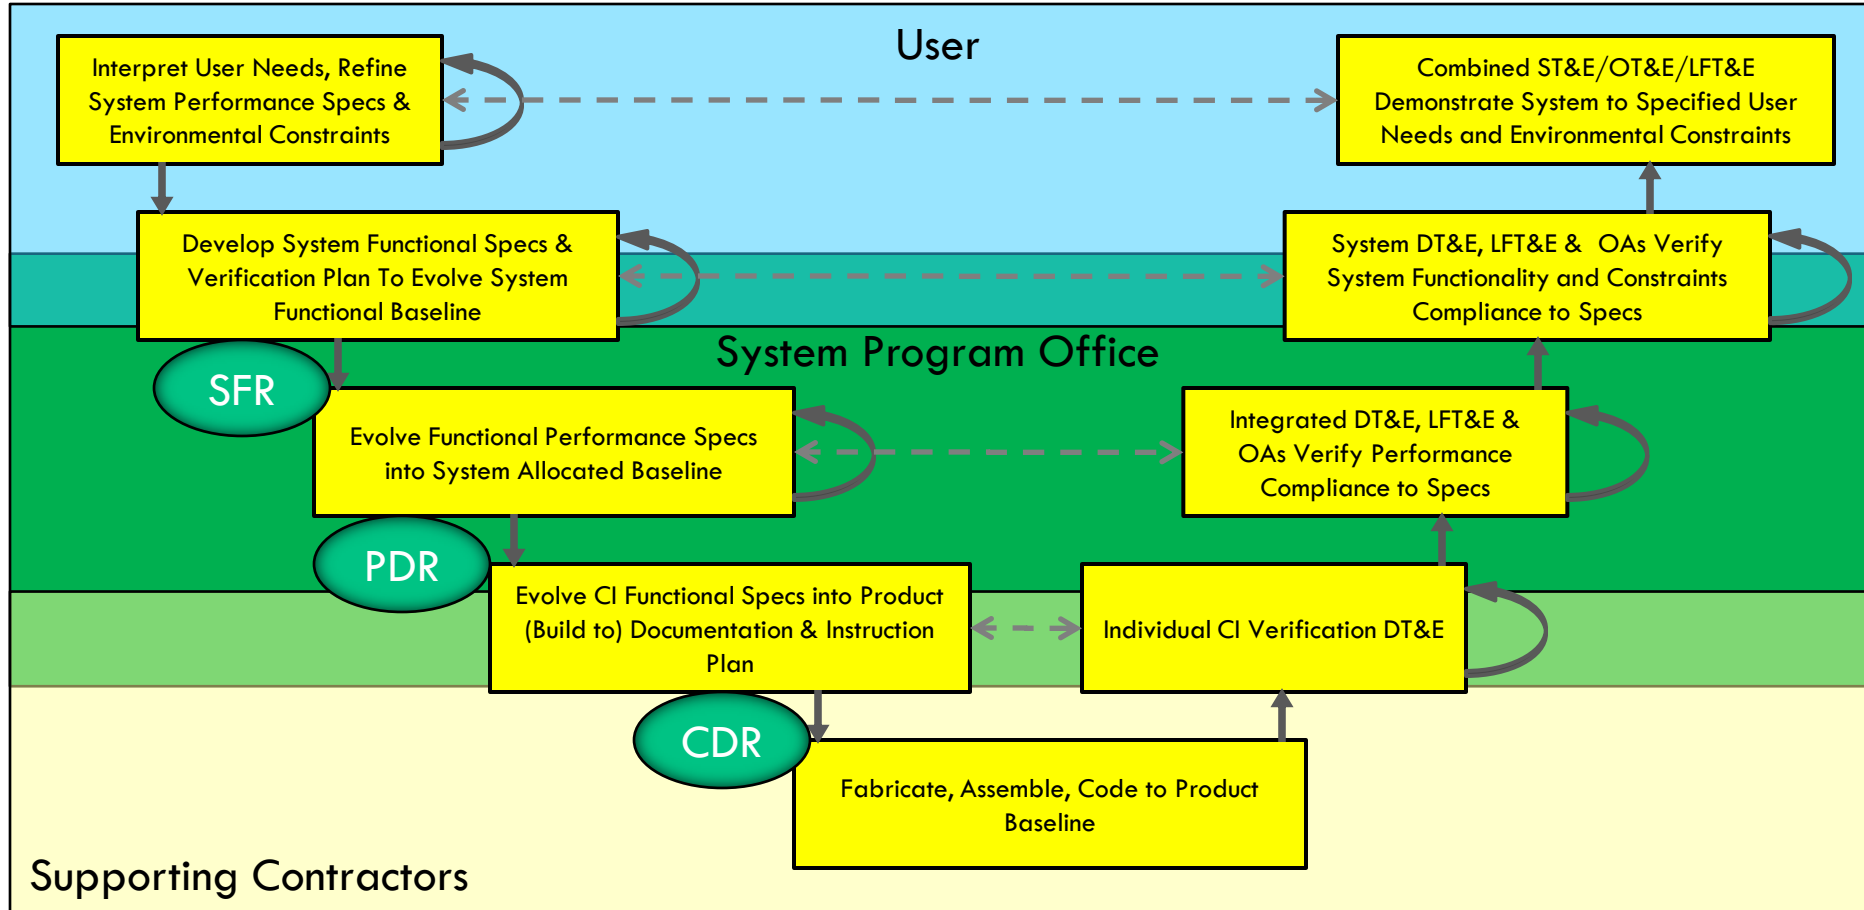 User
Interpret User Needs, Refine
System Performance Specs &
Environmental Constraints
Combined ST&E/OT&E/LFT&E
Demonstrate System to Specified User
Needs and Environmental Constraints
Develop System Functional Specs &
Verification Plan To Evolve System
Functional Baseline
System DT&E, LFT&E & OAs Verify
System Functionality and Constraints
Compliance to Specs
System Program Office
SFR
Evolve Functional Performance Specs
into System Allocated Baseline
Integrated DT&E, LFT&E &
OAs Verify Performance
Compliance to Specs
PDR
Evolve CI Functional Specs into Product
(Build to) Documentation & Instruction
Plan
Individual CI Verification DT&E
CDR
Fabricate, Assemble, Code to Product
Baseline
Supporting Contractors